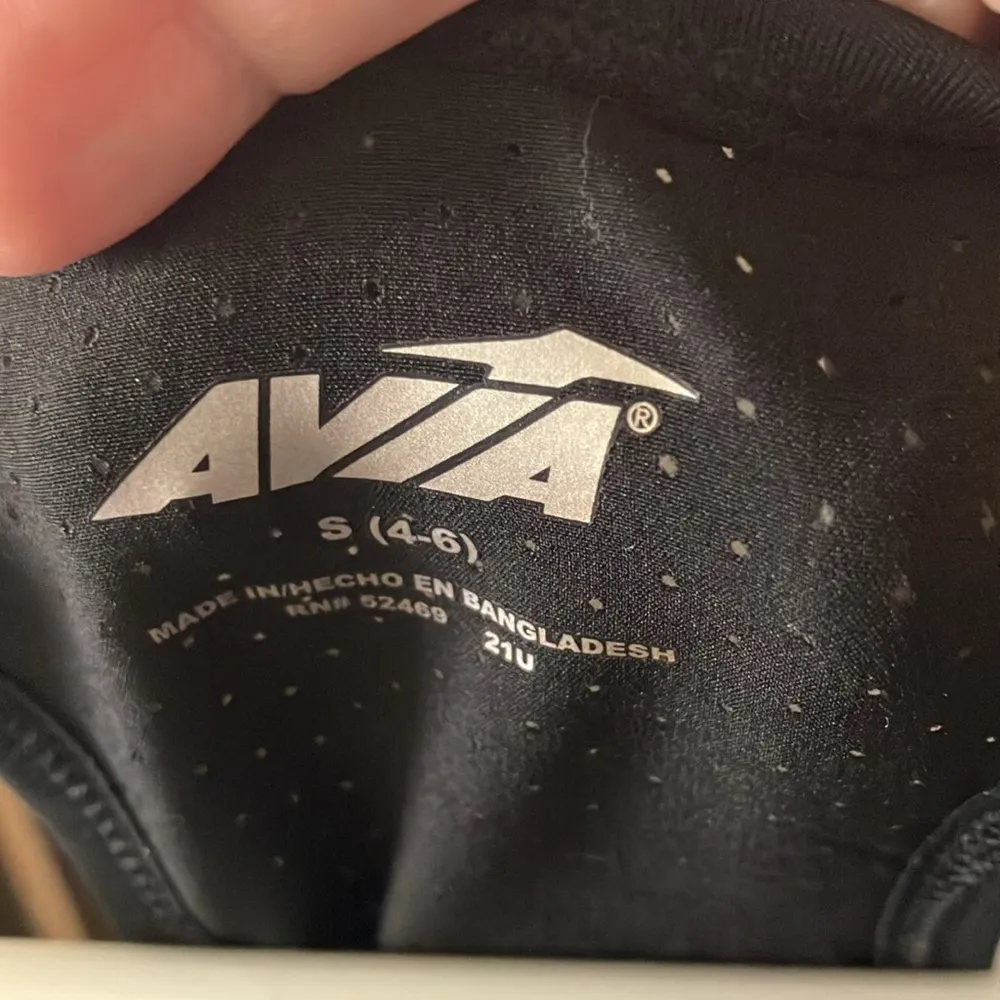 AVIA®
S (4-6)
MADE IN/HECHO EN BANGLADESH
RN# 52469
21U